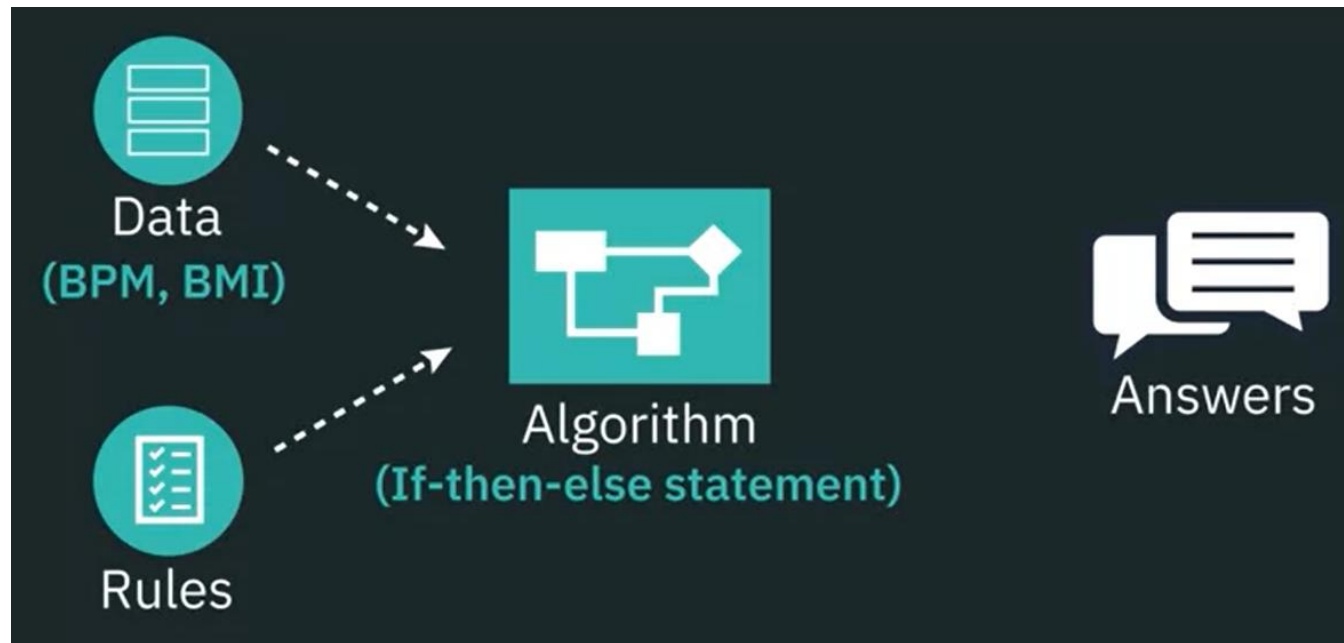 Data
(BPM, BMI)
Rules
Algorithm
(If-then-else statement)
Answers